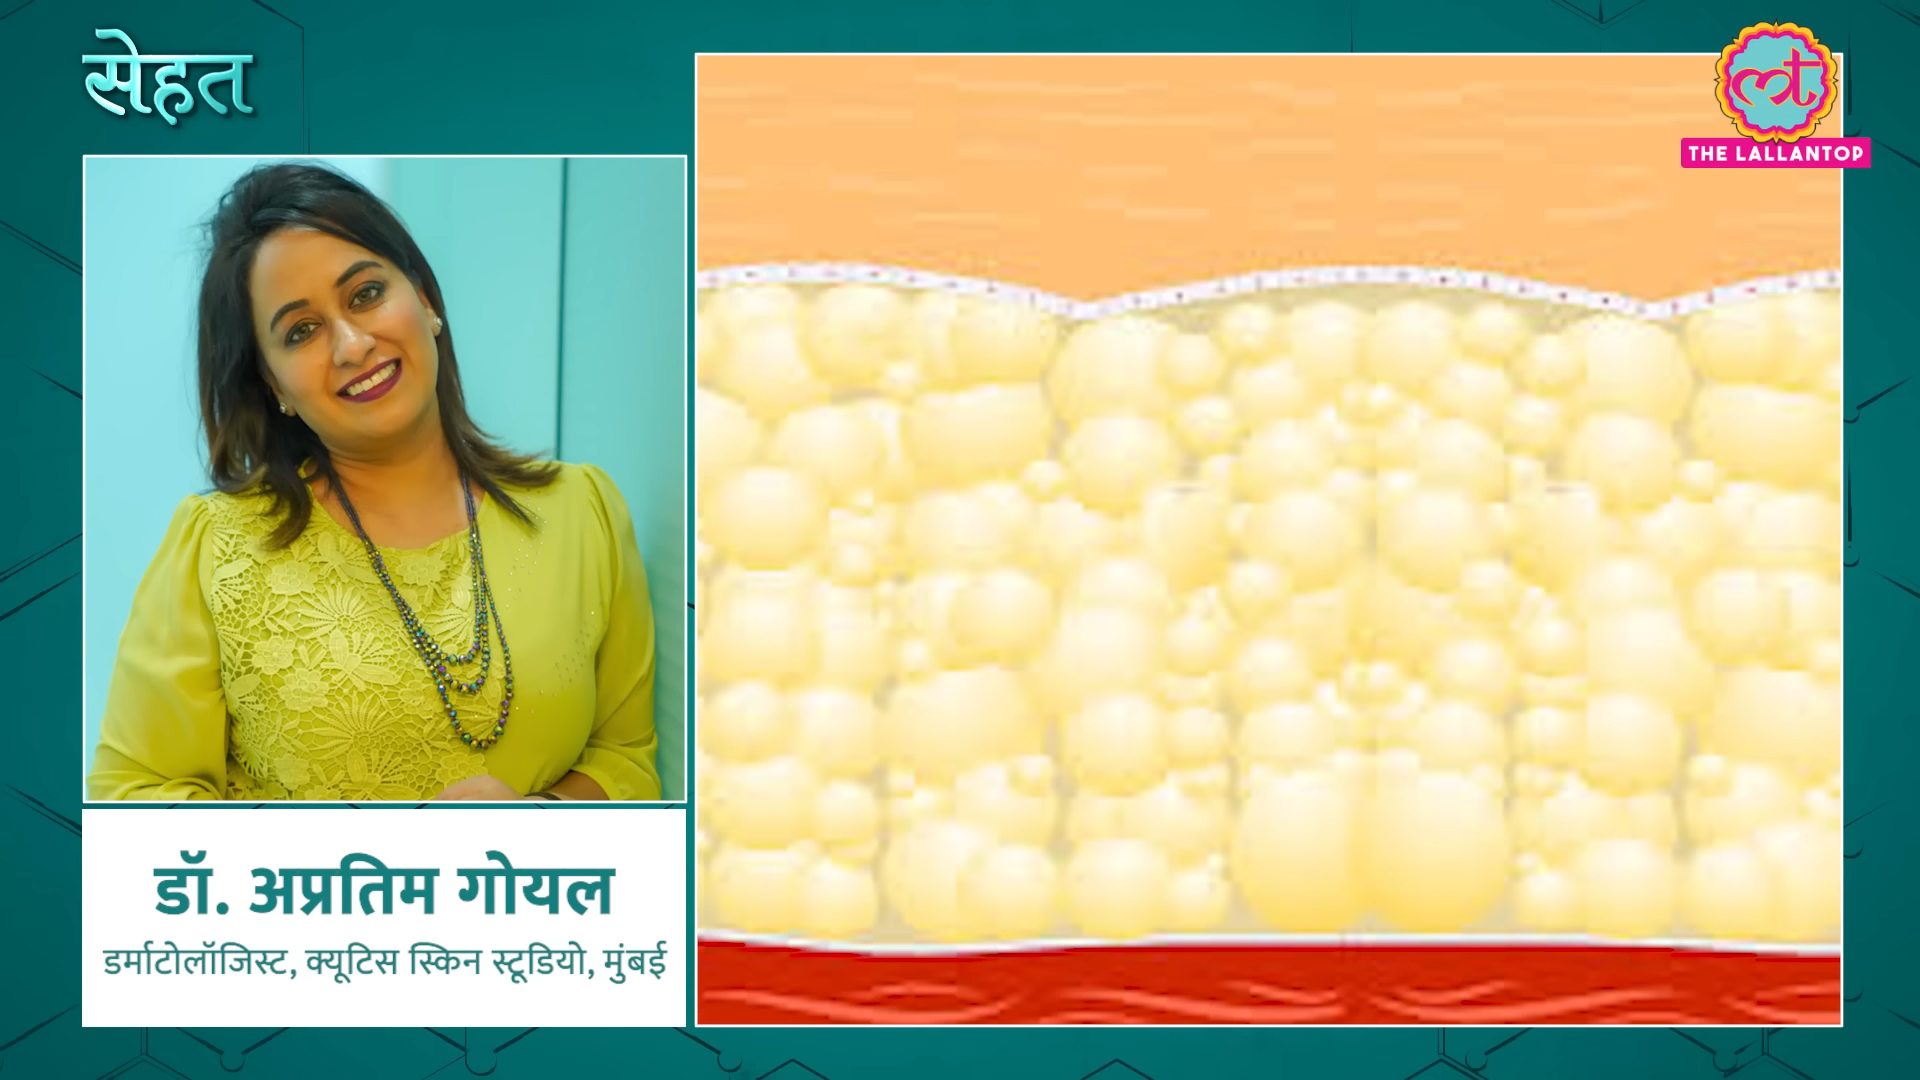 सेहत
THE LALLANTOP
डॉ. अप्रतिम गोयल
डर्माटोलॉजिस्ट, क्यूटिस स्किन स्टूडियो, मुंबई